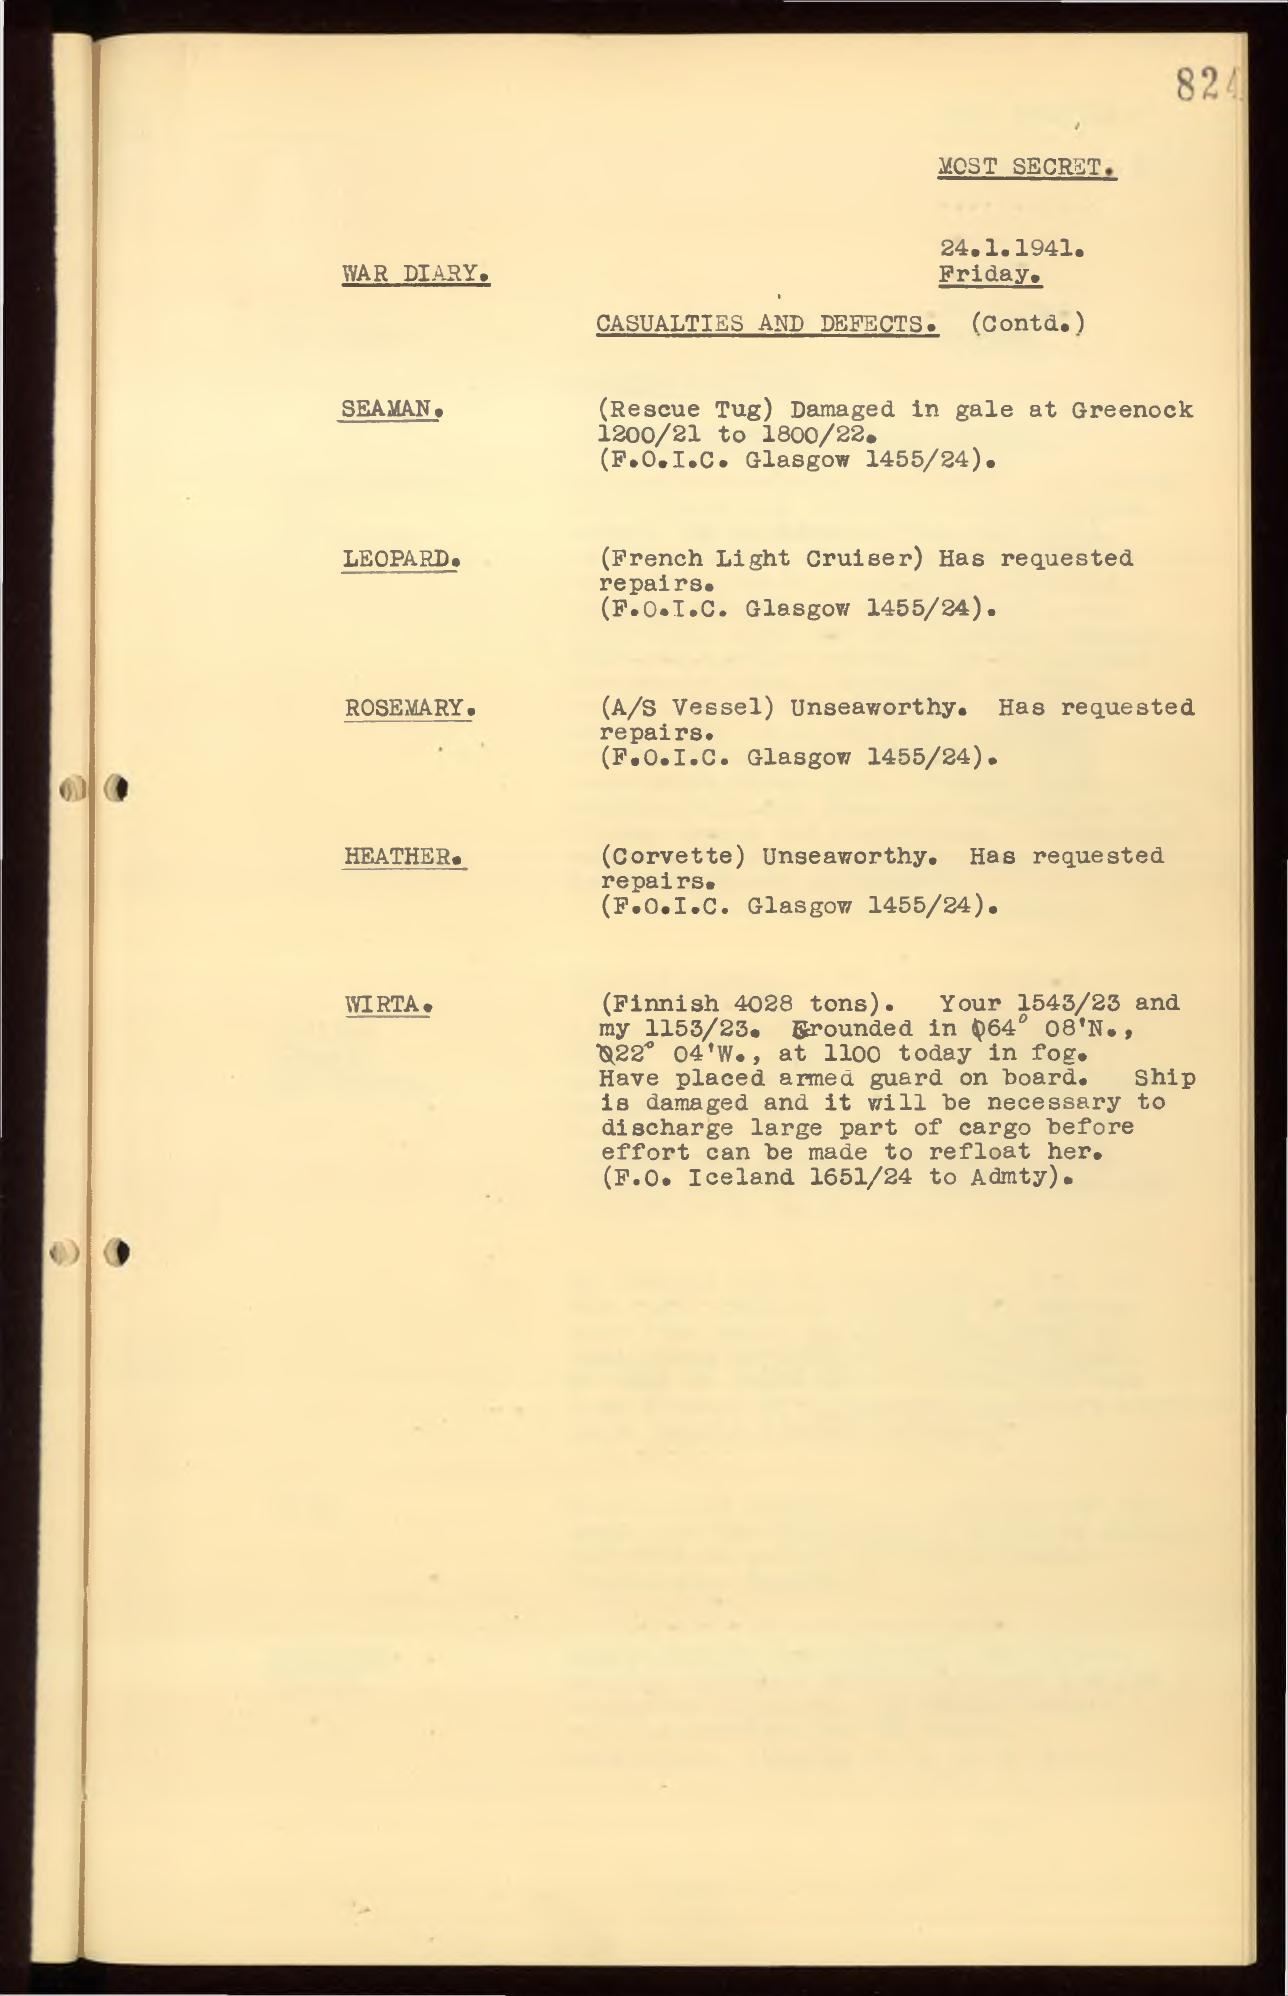 824
MOST SECRET.
24.1.1941.
WAR DIARY. Friday.
CASUALTIES AND DEFECTS. (Contd.)
SEAMAN. (Rescue Tug) Damaged in gale at Greenock
1200/21 to 1800/22.
(F.O.I.C. Glasgow 1455/24).
LEOPARD. (French Light Cruiser) Has requested
repairs.
(F.O.I.C. Glasgow 1455/24).
ROSEMARY. (A/S Vessel) Unseaworthy. Has requested
repairs.
(F.O.I.C. Glasgow 1455/24).
HEATHER. (Corvette) Unseaworthy. Has requested
repairs.
(F.O.I.C. Glasgow 1455/24).
WIRTA. (Finnish 4028 tons). Your 1543/23 and
my 1153/23. Grounded in 064° 08'N.,
022° 04'W., at 1100 today in fog.
Have placed armed guard on board. Ship
is damaged and it will be necessary to
discharge large part of cargo before
effort can be made to refloat her.
(F.O. Iceland 1651/24 to Admty).